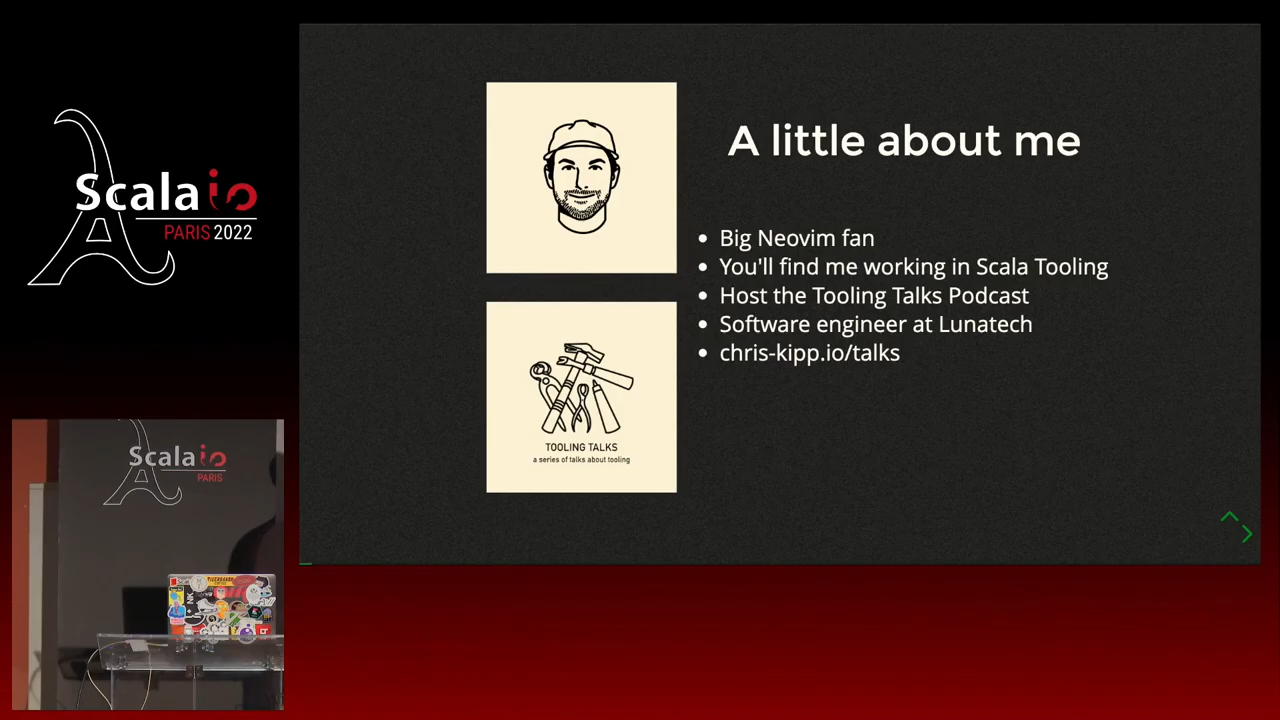 Scala io
PARIS 2022
A little about me
Big Neovim fan
You'll find me working in Scala Tooling
Host the Tooling Talks Podcast
Software engineer at Lunatech
chris-kipp.io/talks
TOOLING TALKS
a series of talks about tooling
Scala io
PARIS